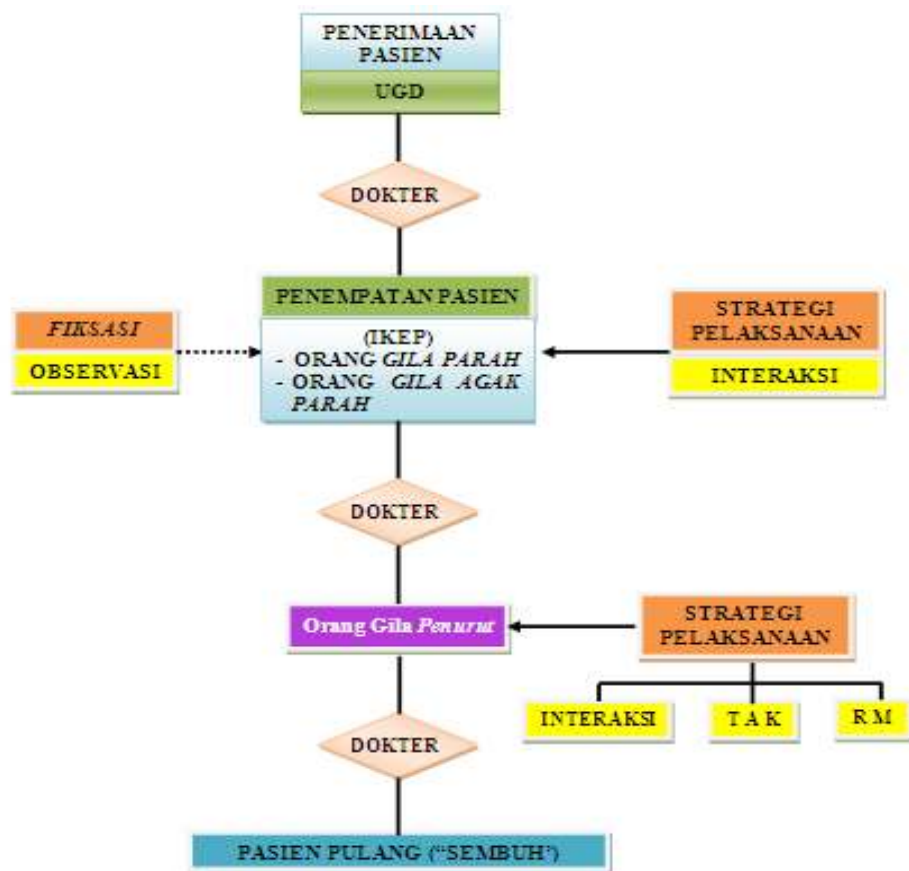 PENERIMAAN
PASIEN
UGD
DOKTER
PENEMPATAN PASIEN
(IKEP)
- ORANG GILA PARAH
- ORANG GILA AGAK
PARAH
FIKSASI
OBSERVASI
STRATEGI
PELAKSANAAN
INTERAKSI
DOKTER
Orang Gila Penurut
STRATEGI
PELAKSANAAN
INTERAKSI
T A K
R M
DOKTER
PASIEN PULANG (“SEMBUH’)